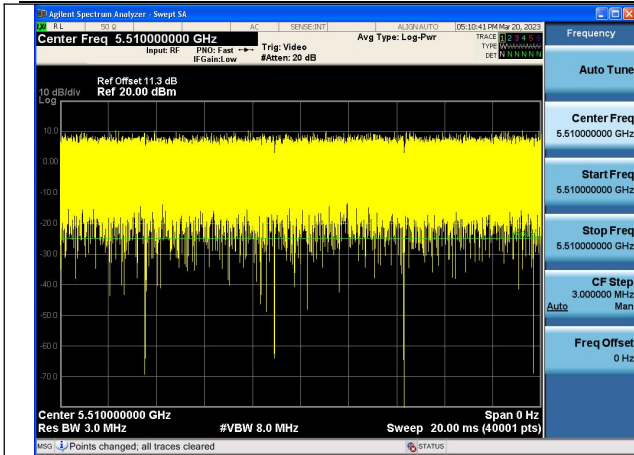 Agilent Spectrum Analyzer - Swept SA
RL 50 Ω AC SENSE:INT ALIGN AUTO 05:10:41 PM Mar 20, 2023
Center Freq 5.510000000 GHz
Input: RF PNO: Fast Trig: Video Avg Type: Log-Pwr TRACE 1 2 3 4 5 6
IFGain:Low #Atten: 20 dB TYPE
DET N N N N N N
Ref Offset 11.3 dB
10 dB/div Ref 20.00 dBm
Log
10.0
0.00
-10.0
-20.0
-30.0
-40.0
-50.0
-60.0
-70.0
Center 5.510000000 GHz Span 0 Hz
Res BW 3.0 MHz #VBW 8.0 MHz Sweep 20.00 ms (40001 pts)
MSG Points changed; all traces cleared STATUS
Frequency
Auto Tune
Center Freq
5.510000000 GHz
Start Freq
5.510000000 GHz
Stop Freq
5.510000000 GHz
CF Step
3.000000 MHz
Auto Man
Freq Offset
0 Hz